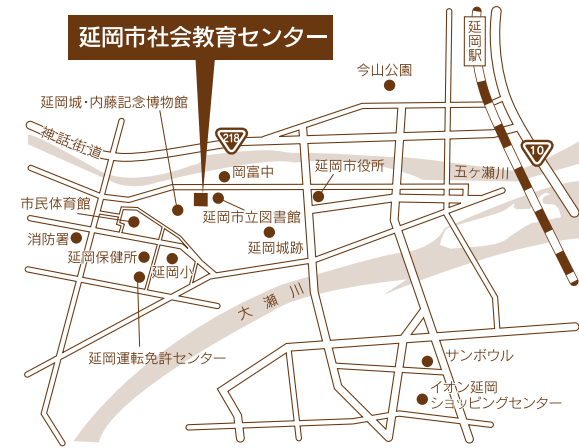 延岡市社会教育センター
延岡駅
今山公園
延岡城・内藤記念博物館
神話街道
218
10
岡富中
延岡市役所
五ヶ瀬川
市民体育館
延岡市立図書館
消防署
延岡城跡
延岡保健所
延岡小
大瀬川
延岡運転免許センター
サンボウル
イオン延岡
ショッピングセンター